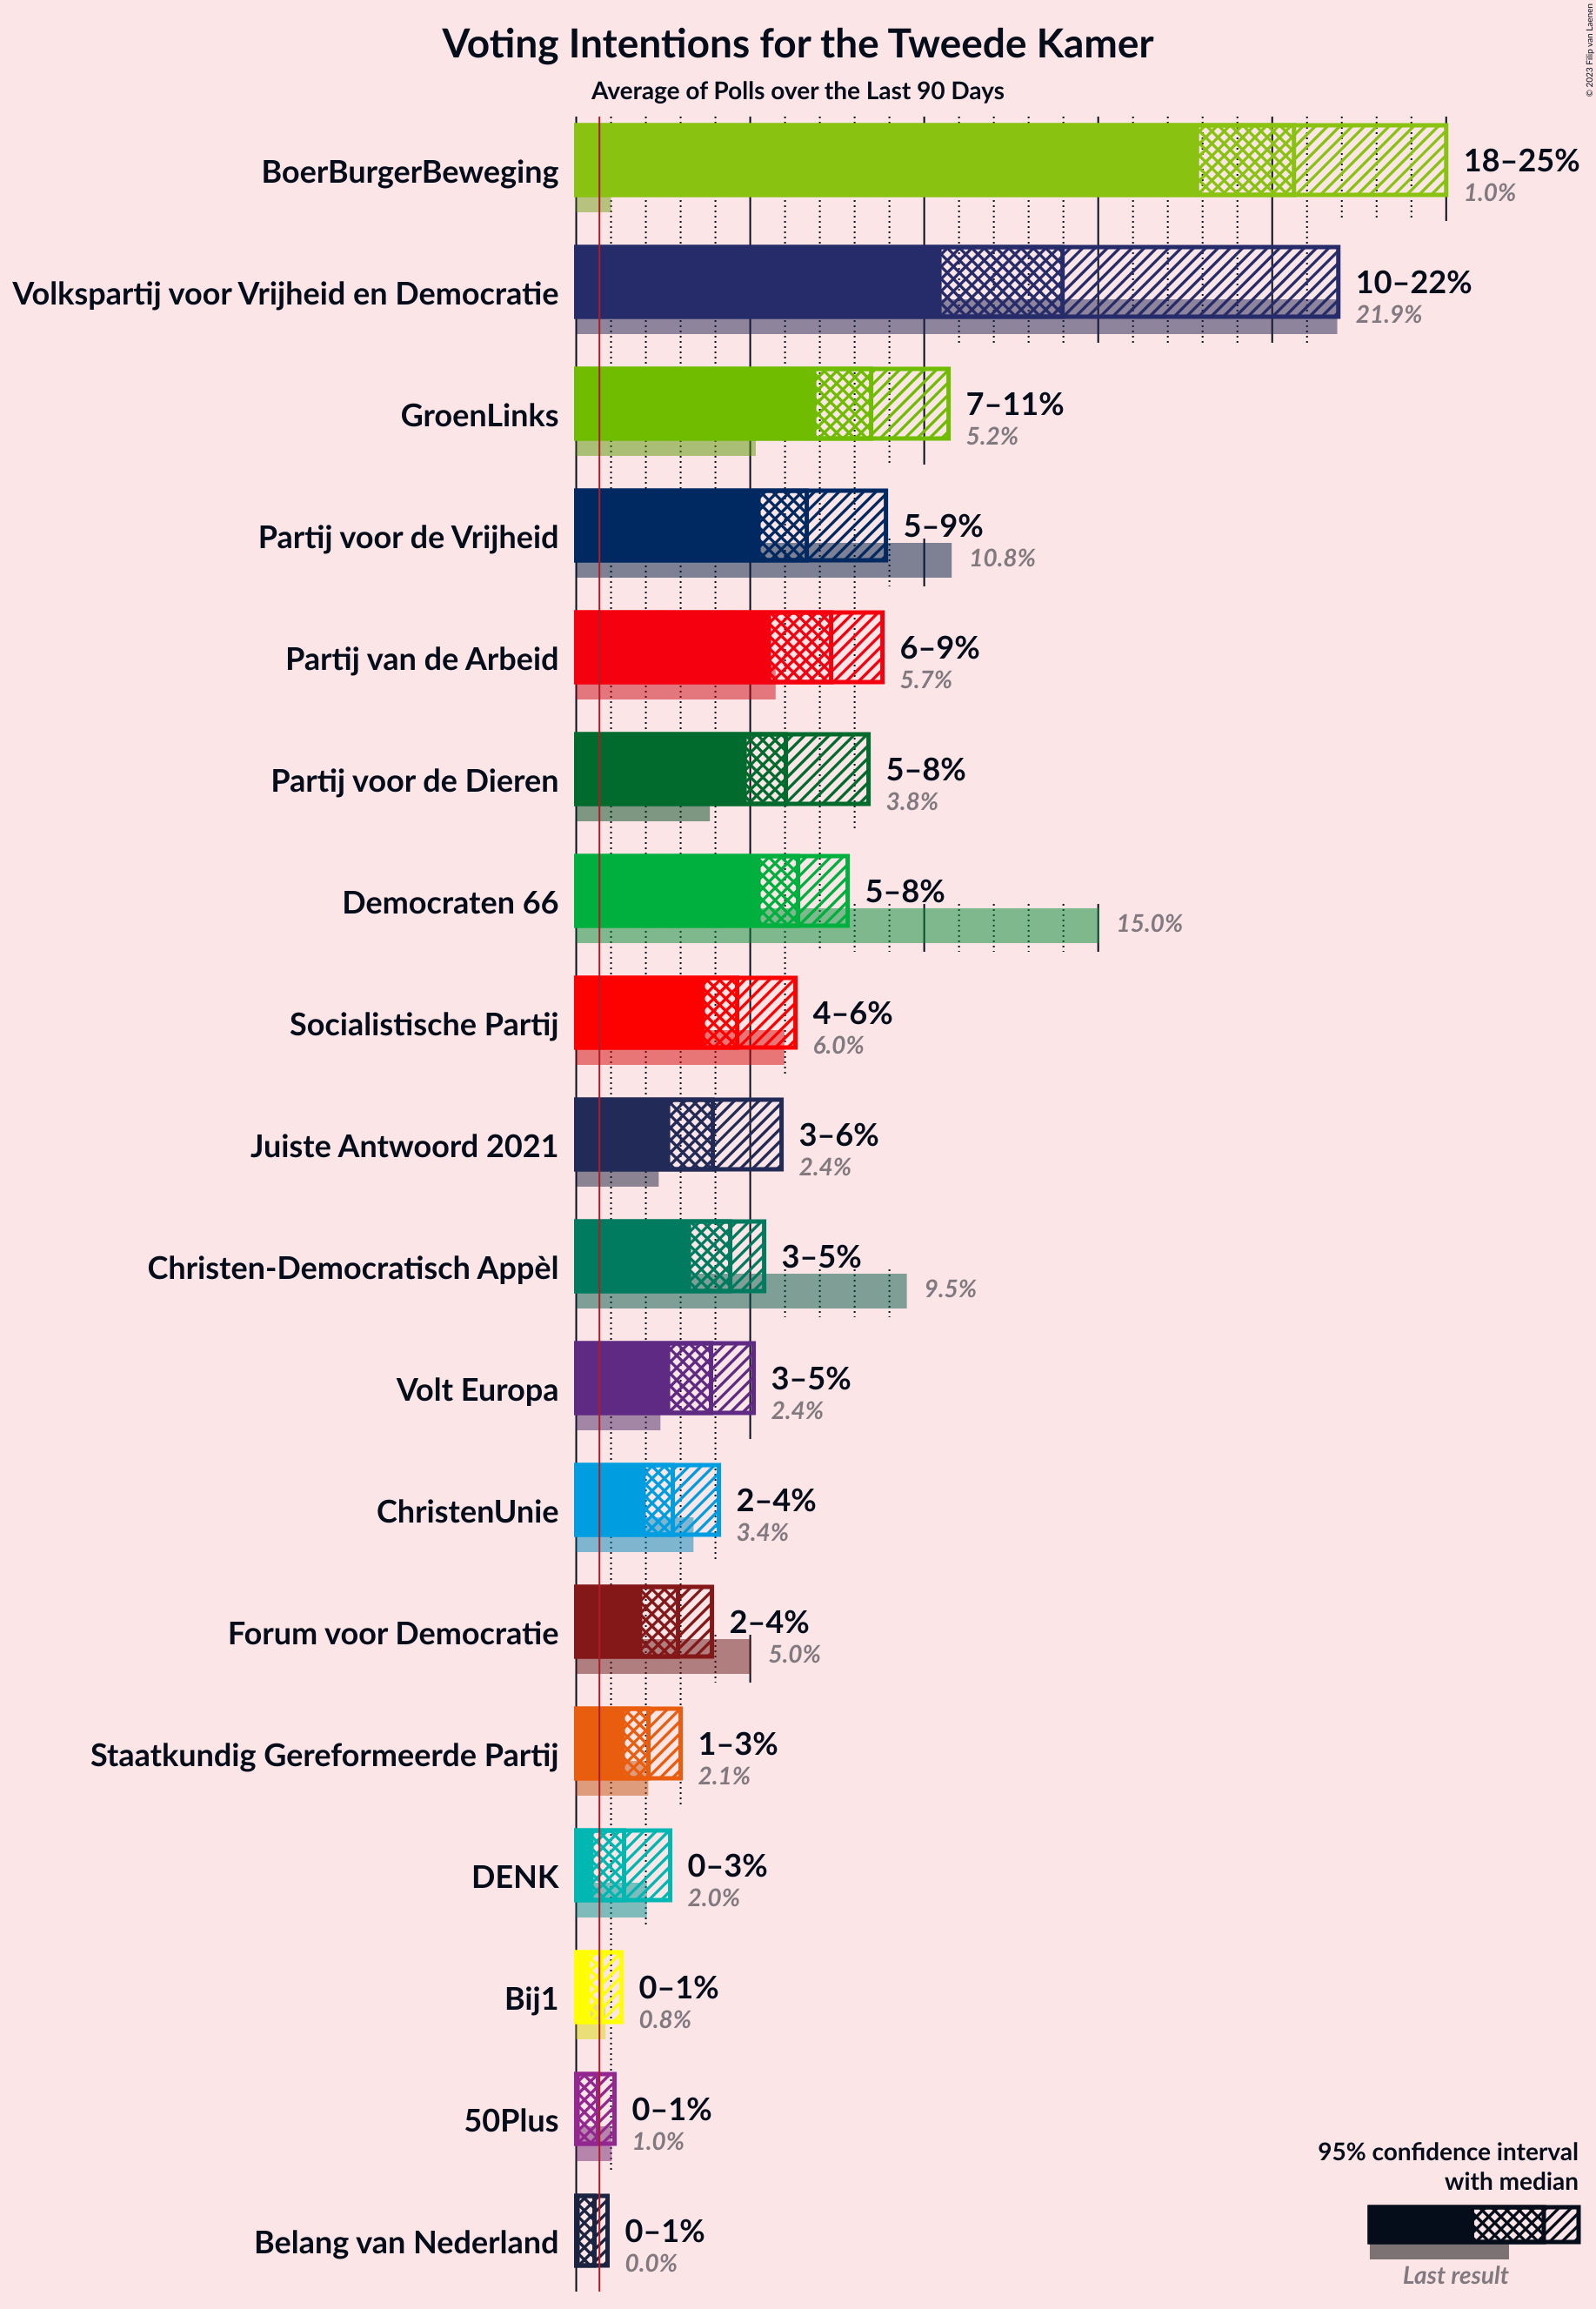 © 2023 Filip van Laenen
Voting Intentions for the Tweede Kamer
Average of Polls over the Last 90 Days
BoerBurgerBeweging
18–25%
1.0%
Volkspartij voor Vrijheid en Democratie
10–22%
21.9%
GroenLinks
7–11%
5.2%
Partij voor de Vrijheid
5–9%
10.8%
Partij van de Arbeid
6–9%
5.7%
Partij voor de Dieren
5–8%
3.8%
Democraten 66
5–8%
15.0%
Socialistische Partij
4–6%
6.0%
Juiste Antwoord 2021
3–6%
2.4%
Christen-Democratisch Appèl
3–5%
9.5%
Volt Europa
3–5%
2.4%
ChristenUnie
2–4%
3.4%
Forum voor Democratie
2–4%
5.0%
Staatkundig Gereformeerde Partij
1–3%
2.1%
DENK
0–3%
2.0%
Bij1
0–1%
0.8%
50Plus
0–1%
1.0%
Belang van Nederland
0–1%
0.0%
95% confidence interval
with median
Last result